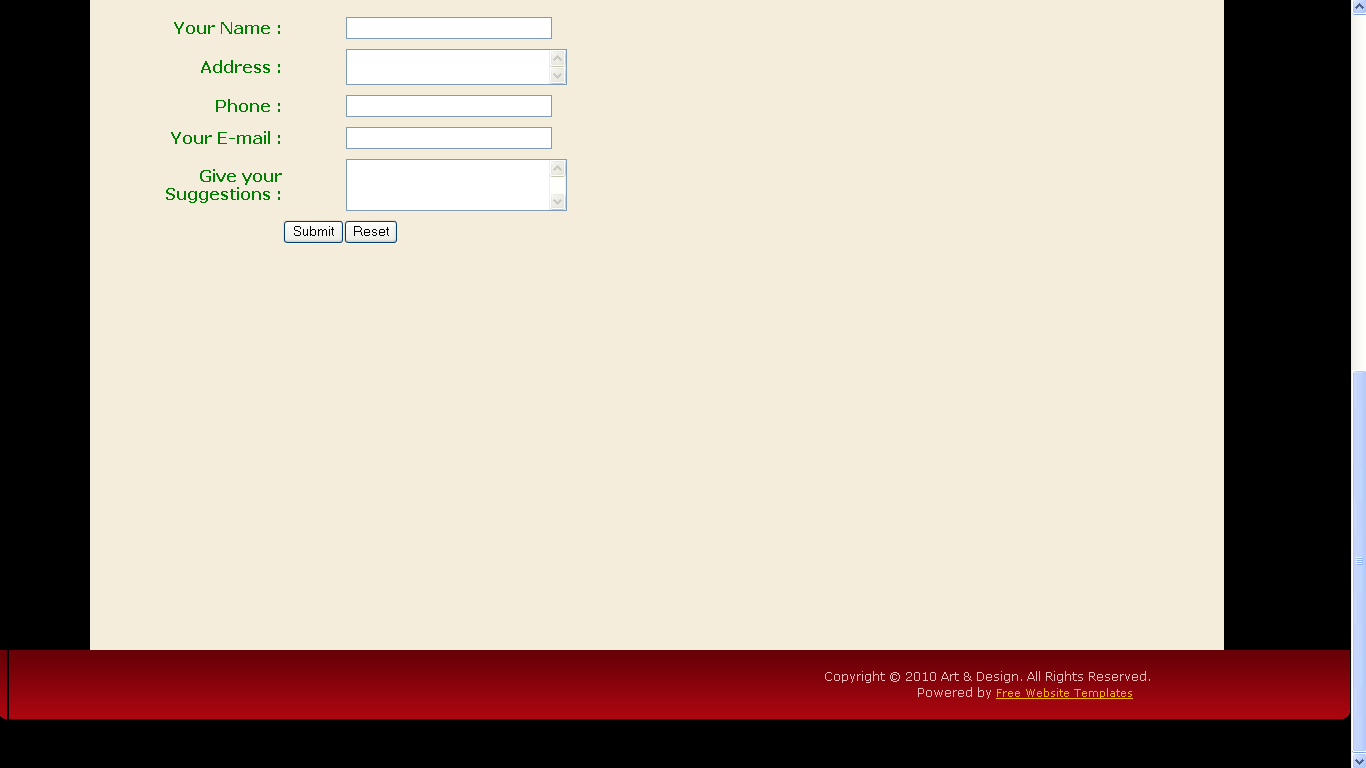 Your Name :
Address :
Phone :
Your E-mail :
Give your
Suggestions :
Submit Reset
Copyright © 2010 Art & Design. All Rights Reserved.
Powered by Free Website Templates